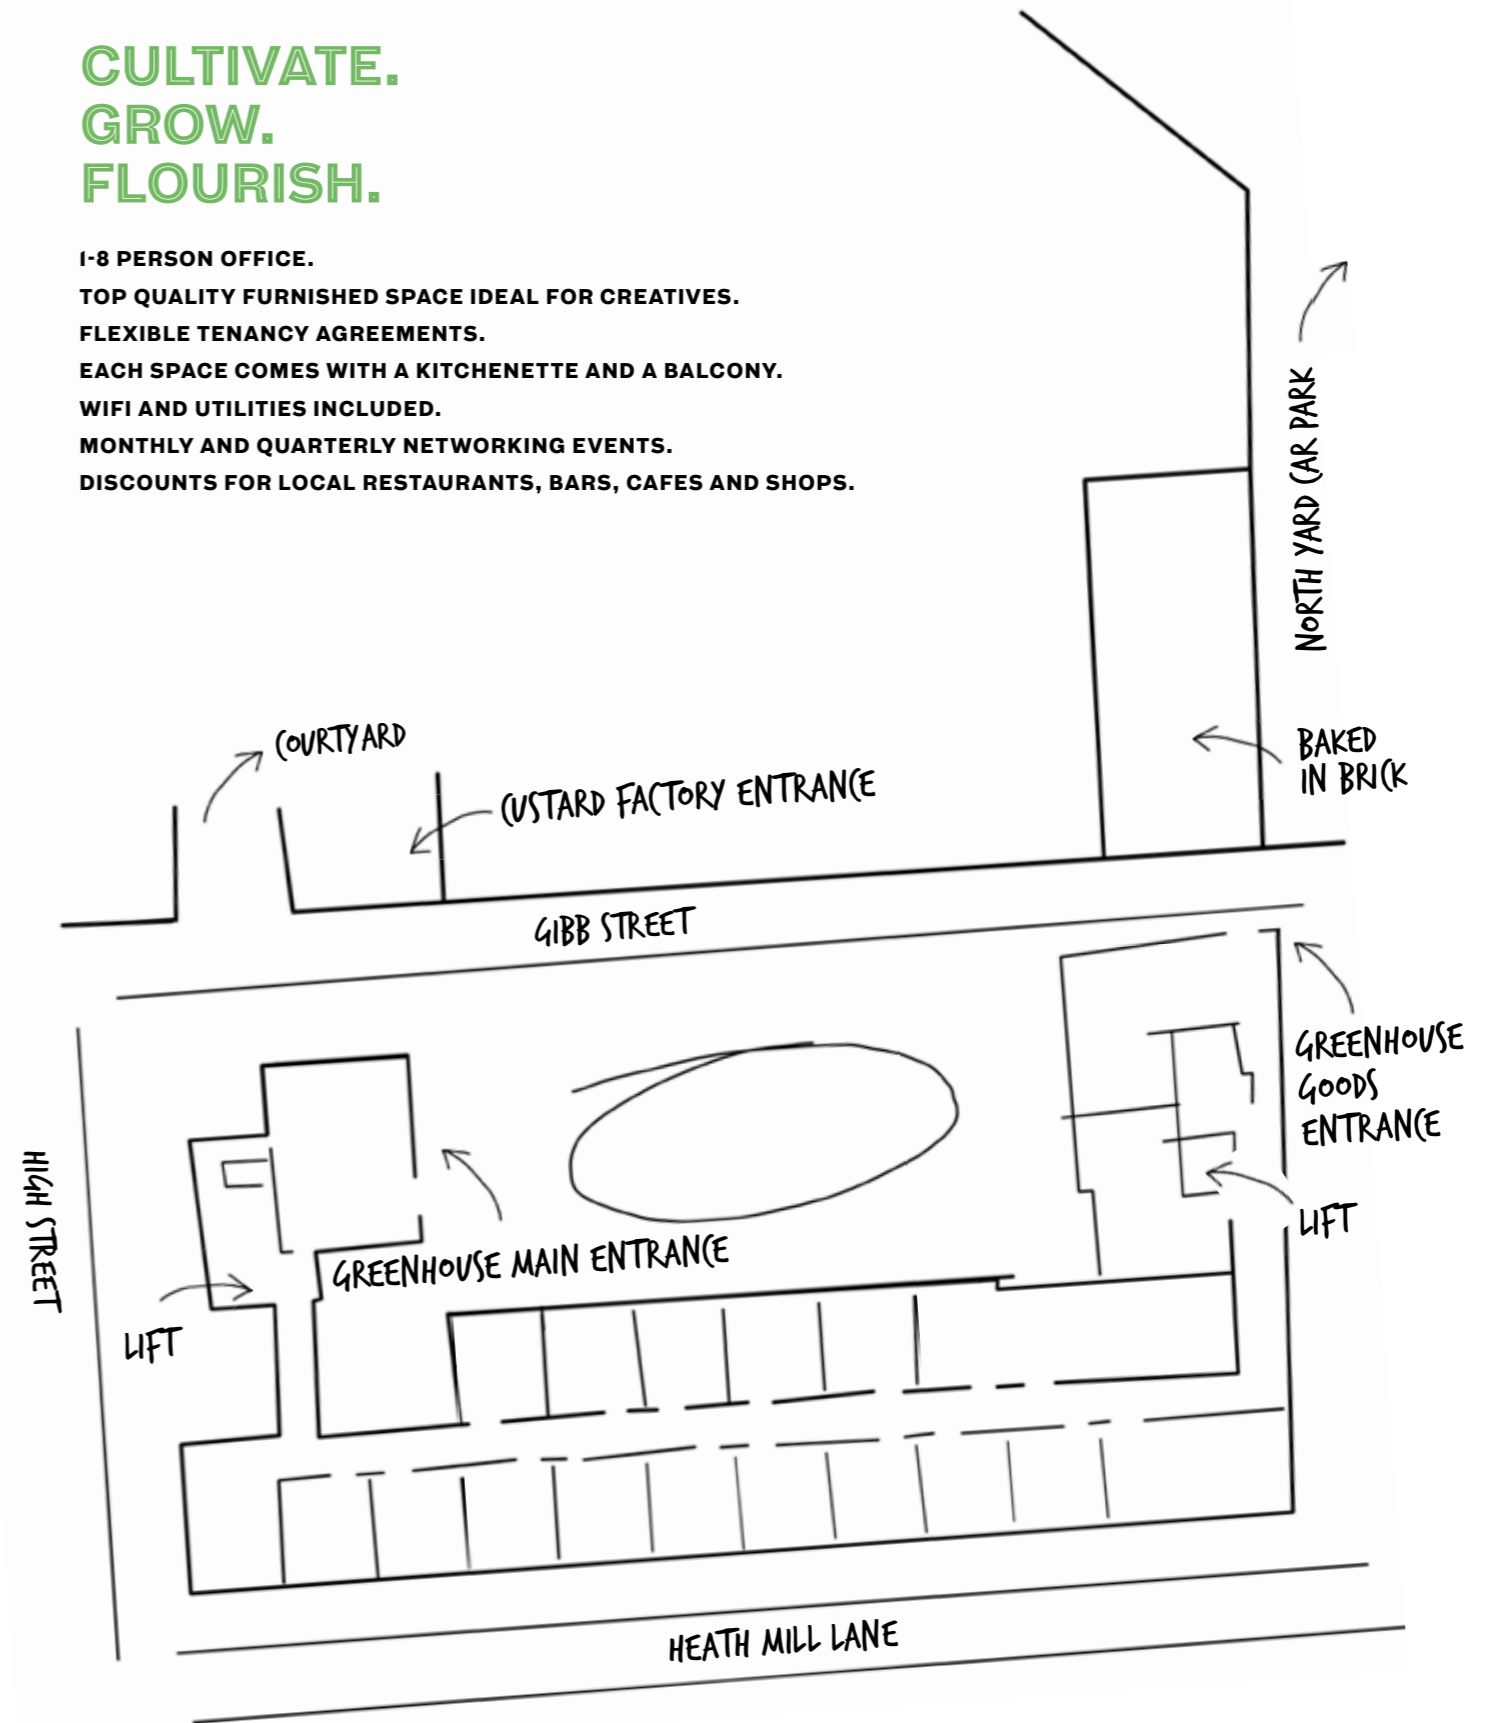 CULTIVATE.
GROW.
FLOURISH.
1-8 PERSON OFFICE.
TOP QUALITY FURNISHED SPACE IDEAL FOR CREATIVES.
FLEXIBLE TENANCY AGREEMENTS.
EACH SPACE COMES WITH A KITCHENETTE AND A BALCONY.
WIFI AND UTILITIES INCLUDED.
MONTHLY AND QUARTERLY NETWORKING EVENTS.
DISCOUNTS FOR LOCAL RESTAURANTS, BARS, CAFES AND SHOPS.
NORTH YARD CAR PARK
COURTYARD
CUSTARD FACTORY ENTRANCE
BAKED
IN BRICK
GIBB STREET
GREENHOUSE
GOODS
ENTRANCE
HIGH STREET
GREENHOUSE MAIN ENTRANCE
LIFT
LIFT
HEATH MILL LANE